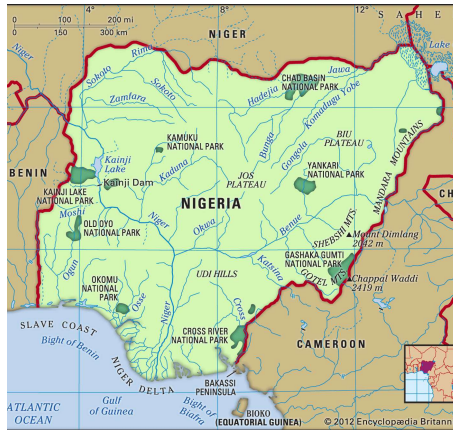 4°
8°
12°
0 100 200 mi
0 150 300 km
S A H E
NIGER
Niger
Lake
Rima
Sokoto
Sokoto
Zamfara
CHAD BASIN
NATIONAL PARK
Jawa
Hadejia
Komadugu Yobe
KAMUKU
NATIONAL PARK
Bunga
Gongola
BIU
PLATEAU
Kainji
Lake
Kaduna
JOS
PLATEAU
YANKARI
NATIONAL PARK
MANDARA MOUNTAINS
BENIN
Kainji Dam
KAINJI LAKE
NATIONAL PARK
NIGERIA
CH
Moshi
Niger
Okwa
Benue
SHEBSHI MTS.
OLD OYO
NATIONAL PARK
Mount Dimlang
2042 m
GASHAKA GUMTI
NATIONAL PARK
Ogun
UDI HILLS
Katsina
GOTEL MTS.
Chappal Waddi
2419 m
OKOMU
NATIONAL
PARK
Osse
Niger
Cross
SLAVE COAST
Bight of Benin
CROSS RIVER
NATIONAL PARK
CAMEROON
NIGER DELTA
BAKASSI
PENINSULA
ATLANTIC
OCEAN
Gulf
of Guinea
Bight of
Biafra
BIOKO
(EQUATORIAL GUINEA)
© 2012 Encyclopædia Britann